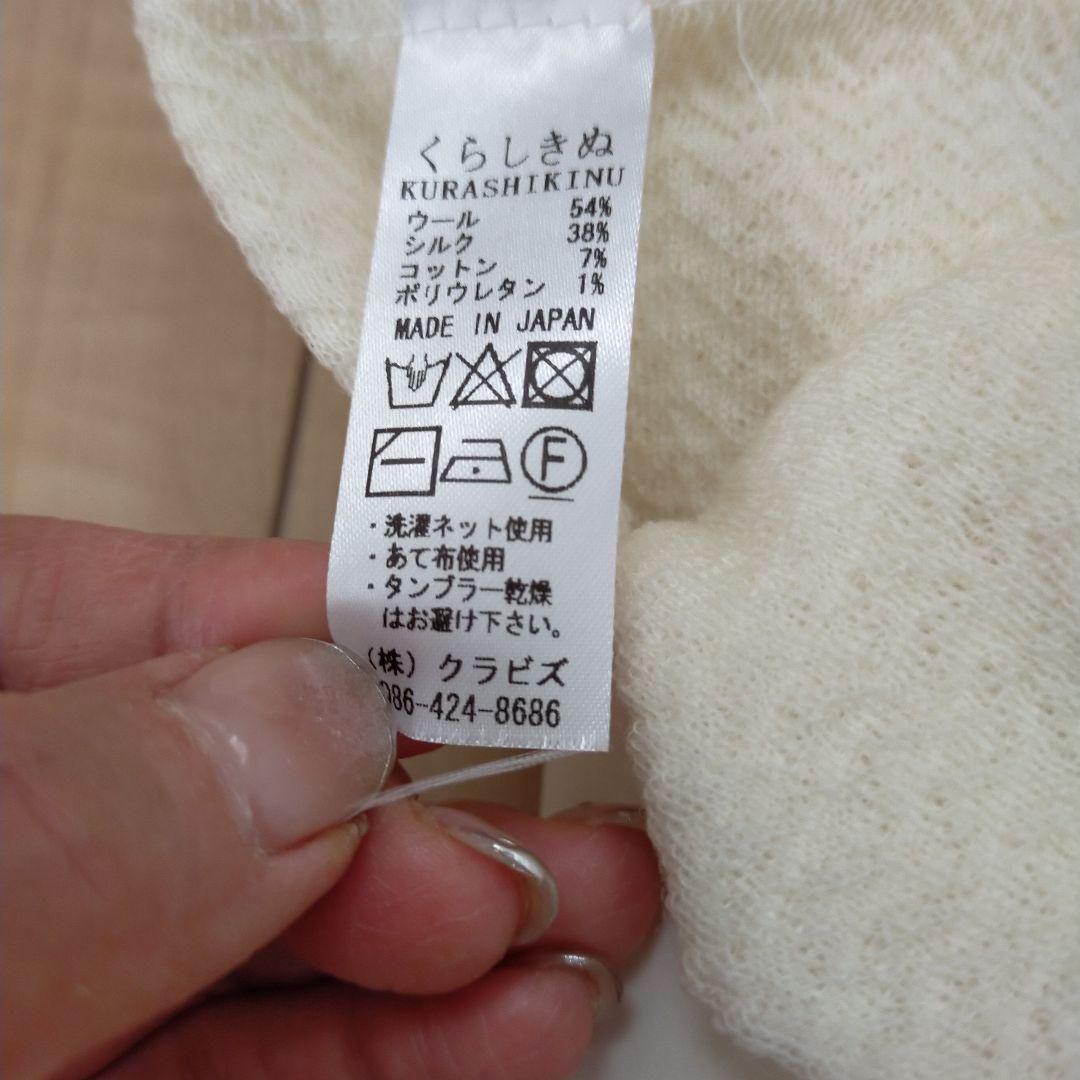 くらしきぬ
KURASHIKINU
ウール 54%
シルク 38%
コットン 7%
ポリウレタン 1%
MADE IN JAPAN
F
・洗濯ネット使用
・あて布使用
・タンブラー乾燥
はお避け下さい。
(株) クラビズ
086-424-8686